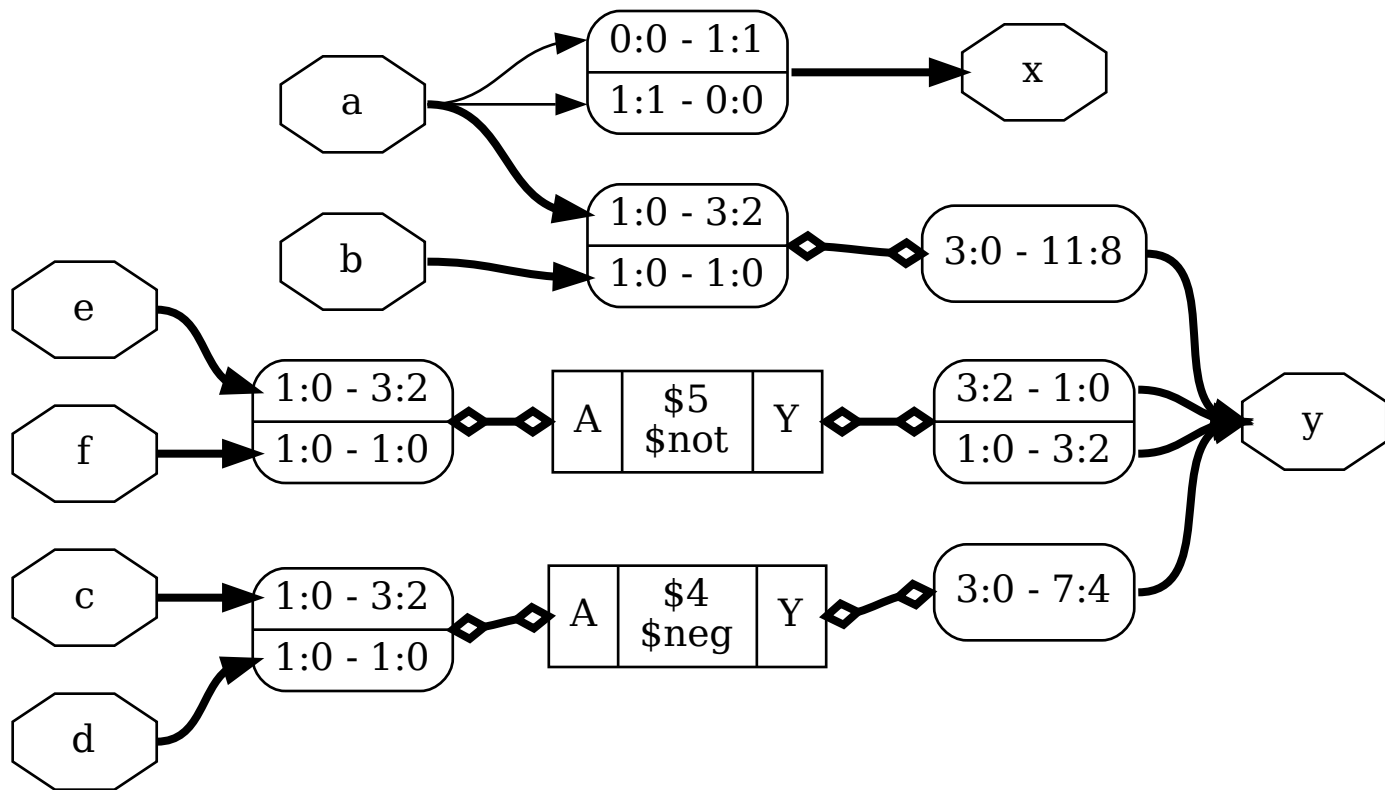 a
0:0 - 1:1
1:1 - 0:0
x
b
1:0 - 3:2
1:0 - 1:0
3:0 - 11:8
e
f
1:0 - 3:2
1:0 - 1:0
A
$5
$not
Y
3:2 - 1:0
1:0 - 3:2
y
c
d
1:0 - 3:2
1:0 - 1:0
A
$4
$neg
Y
3:0 - 7:4